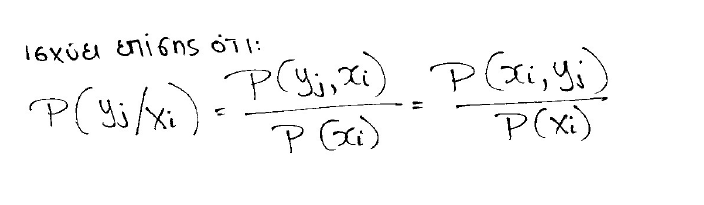 ισχύει επίσης ότι:
P(yj/xi) = P(yj,xi) / P(xi) = P(xi,yj) / P(xi)